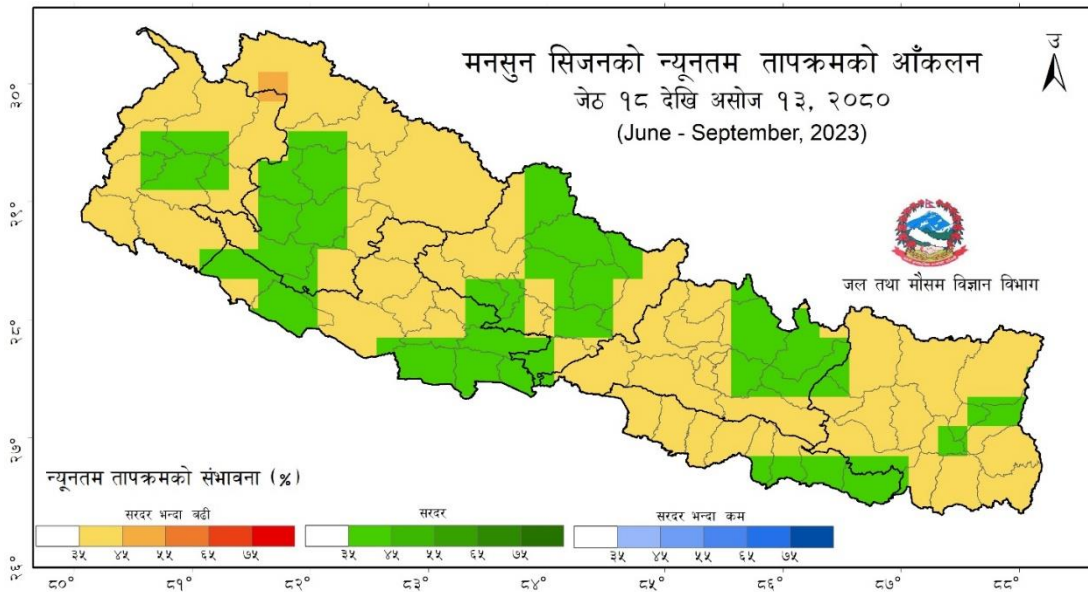 मनसुन सिजनको न्यूनतम तापक्रमको आँकलन
जेठ १८ देखि असोज १३, २०८०
(June - September, 2023)
उ
जल तथा मौसम विज्ञान विभाग
३०°
२९°
२८°
२७°
२६°
न्यूनतम तापक्रमको संभावना (%)
सरदर भन्दा बढी
३५ ४५ ५५ ६५ ७५
सरदर
३५ ४५ ५५ ६५ ७५
सरदर भन्दा कम
३५ ४५ ५५ ६५ ७५
८०° ८१° ८२° ८३° ८४° ८५° ८६° ८७° ८८°